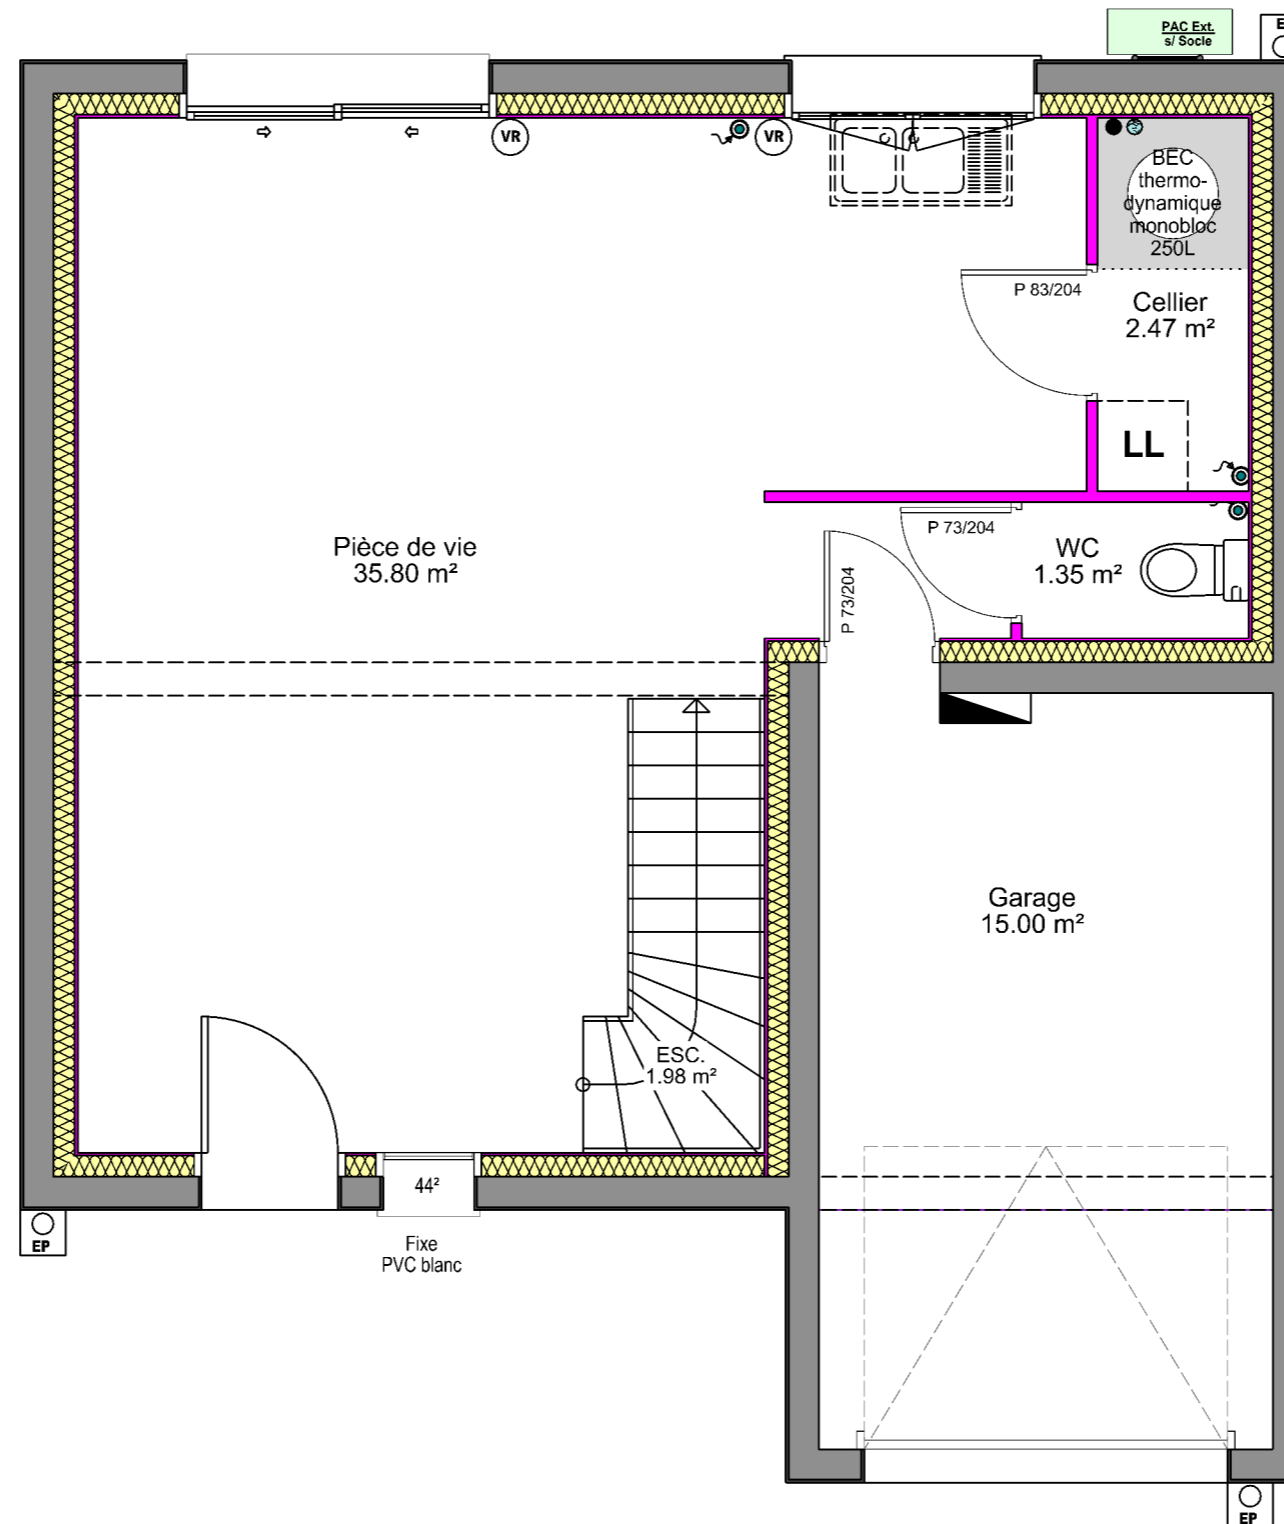 PAC Ext.
s/ Socle
E
VR
VR
BEC
thermo-
dynamique
monobloc
250L
P 83/204
Cellier
2.47 m²
LL
P 73/204
WC
1.35 m²
Pièce de vie
35.80 m²
P 73/204
Garage
15.00 m²
ESC.
1.98 m²
44²
EP
Fixe
PVC blanc
EP